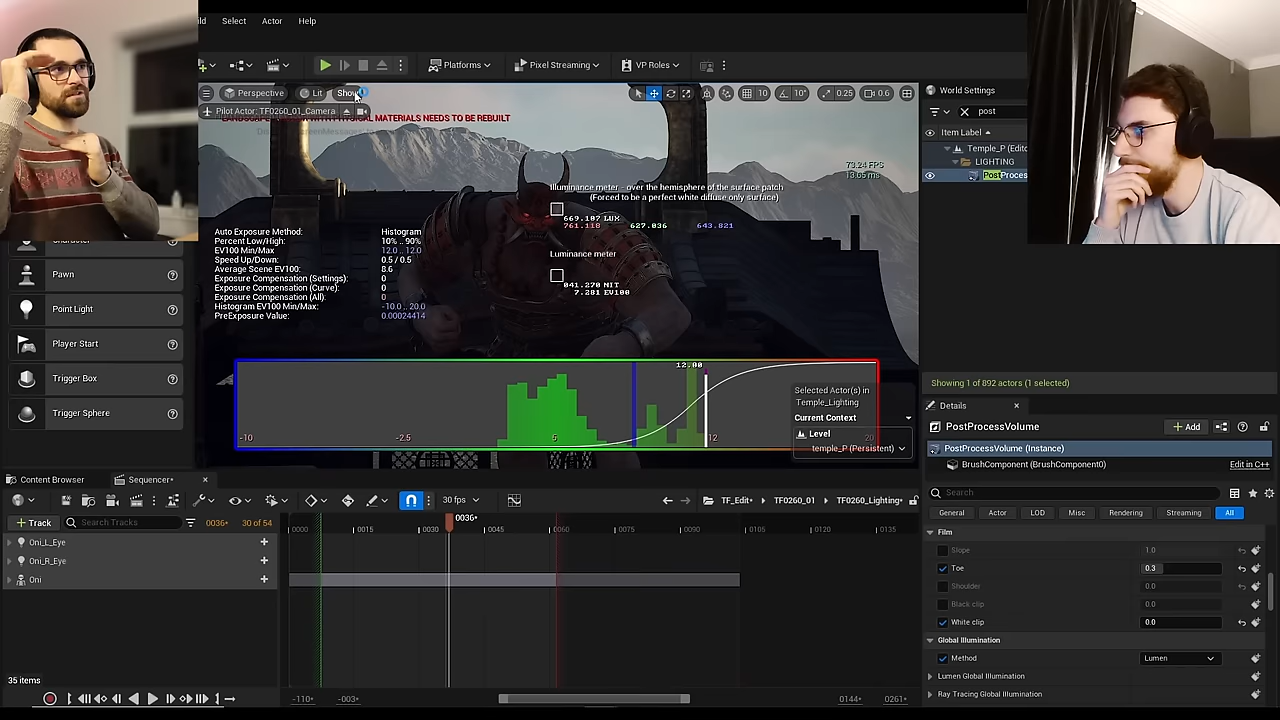 Select Actor Help
Platforms Pixel Streaming VP Roles
Perspective Lit Show 10 10° 0.25 0.6
Pilot Actor: TF0260_01_Camera
MATERIALS NEEDS TO BE REBUILT
73.24 FPS
13.65 ms
Illuminance meter - over the hemisphere of the surface patch
(Forced to be a perfect white diffuse only surface)
669.107 LUX
761.118 627.036 643.821
Luminance meter
041.270 NIT
7.281 EV100
Auto Exposure Method: Histogram
Percent Low/High: 10% .. 90%
EV100 Min/Max 12.0 .. 12.0
Speed Up/Down: 0.5 / 0.5
Average Scene EV100: 8.6
Exposure Compensation (Settings): 0
Exposure Compensation (Curve): 0
Exposure Compensation (All): 0
Histogram EV100 Min/Max: -10.0 .. 20.0
PreExposure Value: 0.00024414
12.00
-10 -2.5 5 12 20
Selected Actor(s) in
Temple_Lighting
Current Context
Level
temple_P (Persistent)
Pawn
Point Light
Player Start
Trigger Box
Trigger Sphere
World Settings
post
Item Label
Temple_P (Edito
LIGHTING
PostProces
Showing 1 of 892 actors (1 selected)
Details
PostProcessVolume
Add
PostProcessVolume (Instance)
BrushComponent (BrushComponent0) Edit in C++
Search
General Actor LOD Misc Rendering Streaming All
Film
Slope 1.0
Toe 0.3
Shoulder 0.0
Black clip 0.0
White clip 0.0
Global Illumination
Method Lumen
Lumen Global Illumination
Ray Tracing Global Illumination
Content Browser Sequencer*
30 fps TF_Edit* TF0260_01 TF0260_Lighting*
+ Track Search Tracks 0036* 30 of 54
0036*
0000 0015 0030 0045 0060 0075 0090 0105 0120 0135
Oni_L_Eye
Oni_R_Eye
Oni
35 items
-110* -003* 0144* 0261*